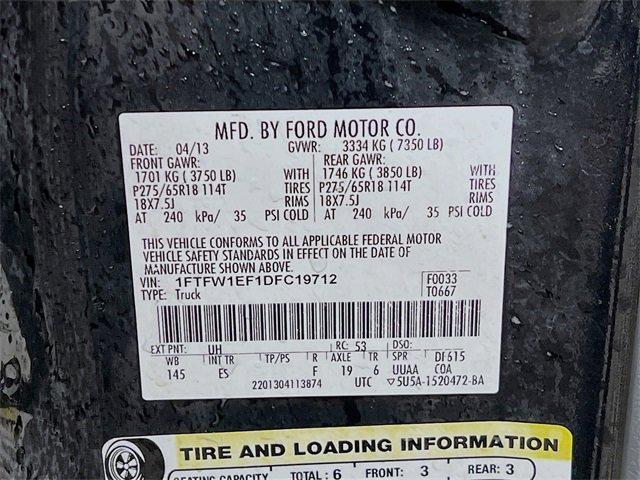 MFD. BY FORD MOTOR CO.
DATE: 04/13 GVWR: 3334 KG ( 7350 LB)
FRONT GAWR: REAR GAWR:
1701 KG ( 3750 LB) WITH 1746 KG ( 3850 LB) WITH
P275/65R18 114T TIRES P275/65R18 114T TIRES
18X7.5J RIMS 18X7.5J RIMS
AT 240 kPa/ 35 PSI COLD AT 240 kPa/ 35 PSI COLD
THIS VEHICLE CONFORMS TO ALL APPLICABLE FEDERAL MOTOR
VEHICLE SAFETY STANDARDS IN EFFECT ON THE DATE OF
MANUFACTURE SHOWN ABOVE.
VIN: 1FTFW1EF1DFC19712 F0033
TYPE: Truck T0667
EXT PNT: UH RC: 53 DSO:
WB INT TR TP/PS R AXLE TR SPR DF615
145 ES F 19 6 UUAA COA
2201304113874 UTC ▽5U5A-1520472-BA
TIRE AND LOADING INFORMATION
SEATING CAPACITY TOTAL: 6 FRONT: 3 REAR: 3